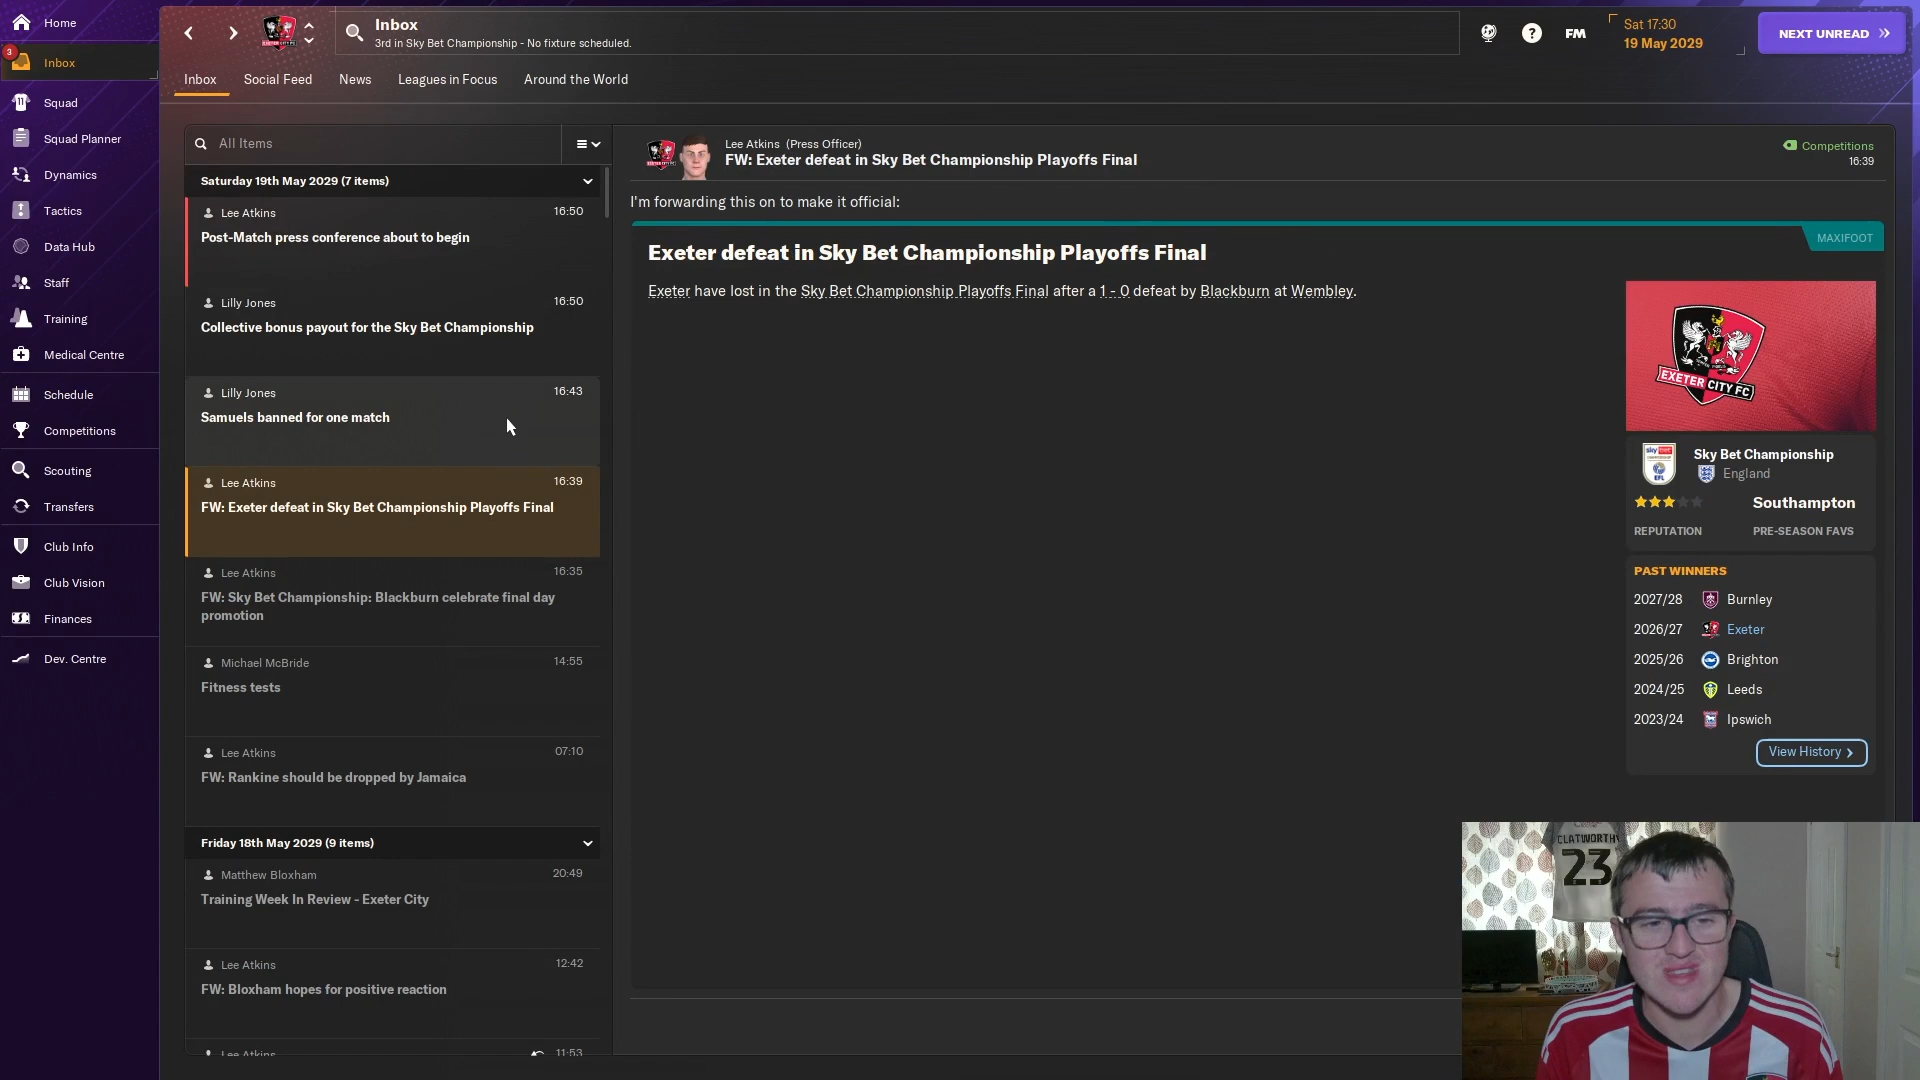 Home
3
Inbox
Squad
Squad Planner
Dynamics
Tactics
Data Hub
Staff
Training
Medical Centre
Schedule
Competitions
Scouting
Transfers
Club Info
Club Vision
Finances
Dev. Centre
Inbox
3rd in Sky Bet Championship - No fixture scheduled.
FM
Sat 17:30
19 May 2029
NEXT UNREAD
Inbox
Social Feed
News
Leagues in Focus
Around the World
All Items
Saturday 19th May 2029 (7 items)
Lee Atkins 16:50
Post-Match press conference about to begin
Lilly Jones 16:50
Collective bonus payout for the Sky Bet Championship
Lilly Jones 16:43
Samuels banned for one match
Lee Atkins 16:39
FW: Exeter defeat in Sky Bet Championship Playoffs Final
Lee Atkins 16:35
FW: Sky Bet Championship: Blackburn celebrate final day
promotion
Michael McBride 14:55
Fitness tests
Lee Atkins 07:10
FW: Rankine should be dropped by Jamaica
Friday 18th May 2029 (9 items)
Matthew Bloxham 20:49
Training Week In Review - Exeter City
Lee Atkins 12:42
FW: Bloxham hopes for positive reaction
Lee Atkins 11:53
Lee Atkins (Press Officer)
FW: Exeter defeat in Sky Bet Championship Playoffs Final
Competitions
16:39
I'm forwarding this on to make it official:
MAXIFOOT
Exeter defeat in Sky Bet Championship Playoffs Final
Exeter have lost in the Sky Bet Championship Playoffs Final after a 1 - 0 defeat by Blackburn at Wembley.
EXETER CITY FC
sky bet
EFL
Sky Bet Championship
England
Southampton
REPUTATION
PRE-SEASON FAVS
PAST WINNERS
2027/28 Burnley
2026/27 Exeter
2025/26 Brighton
2024/25 Leeds
2023/24 Ipswich
View History
CLATWORTHY
23